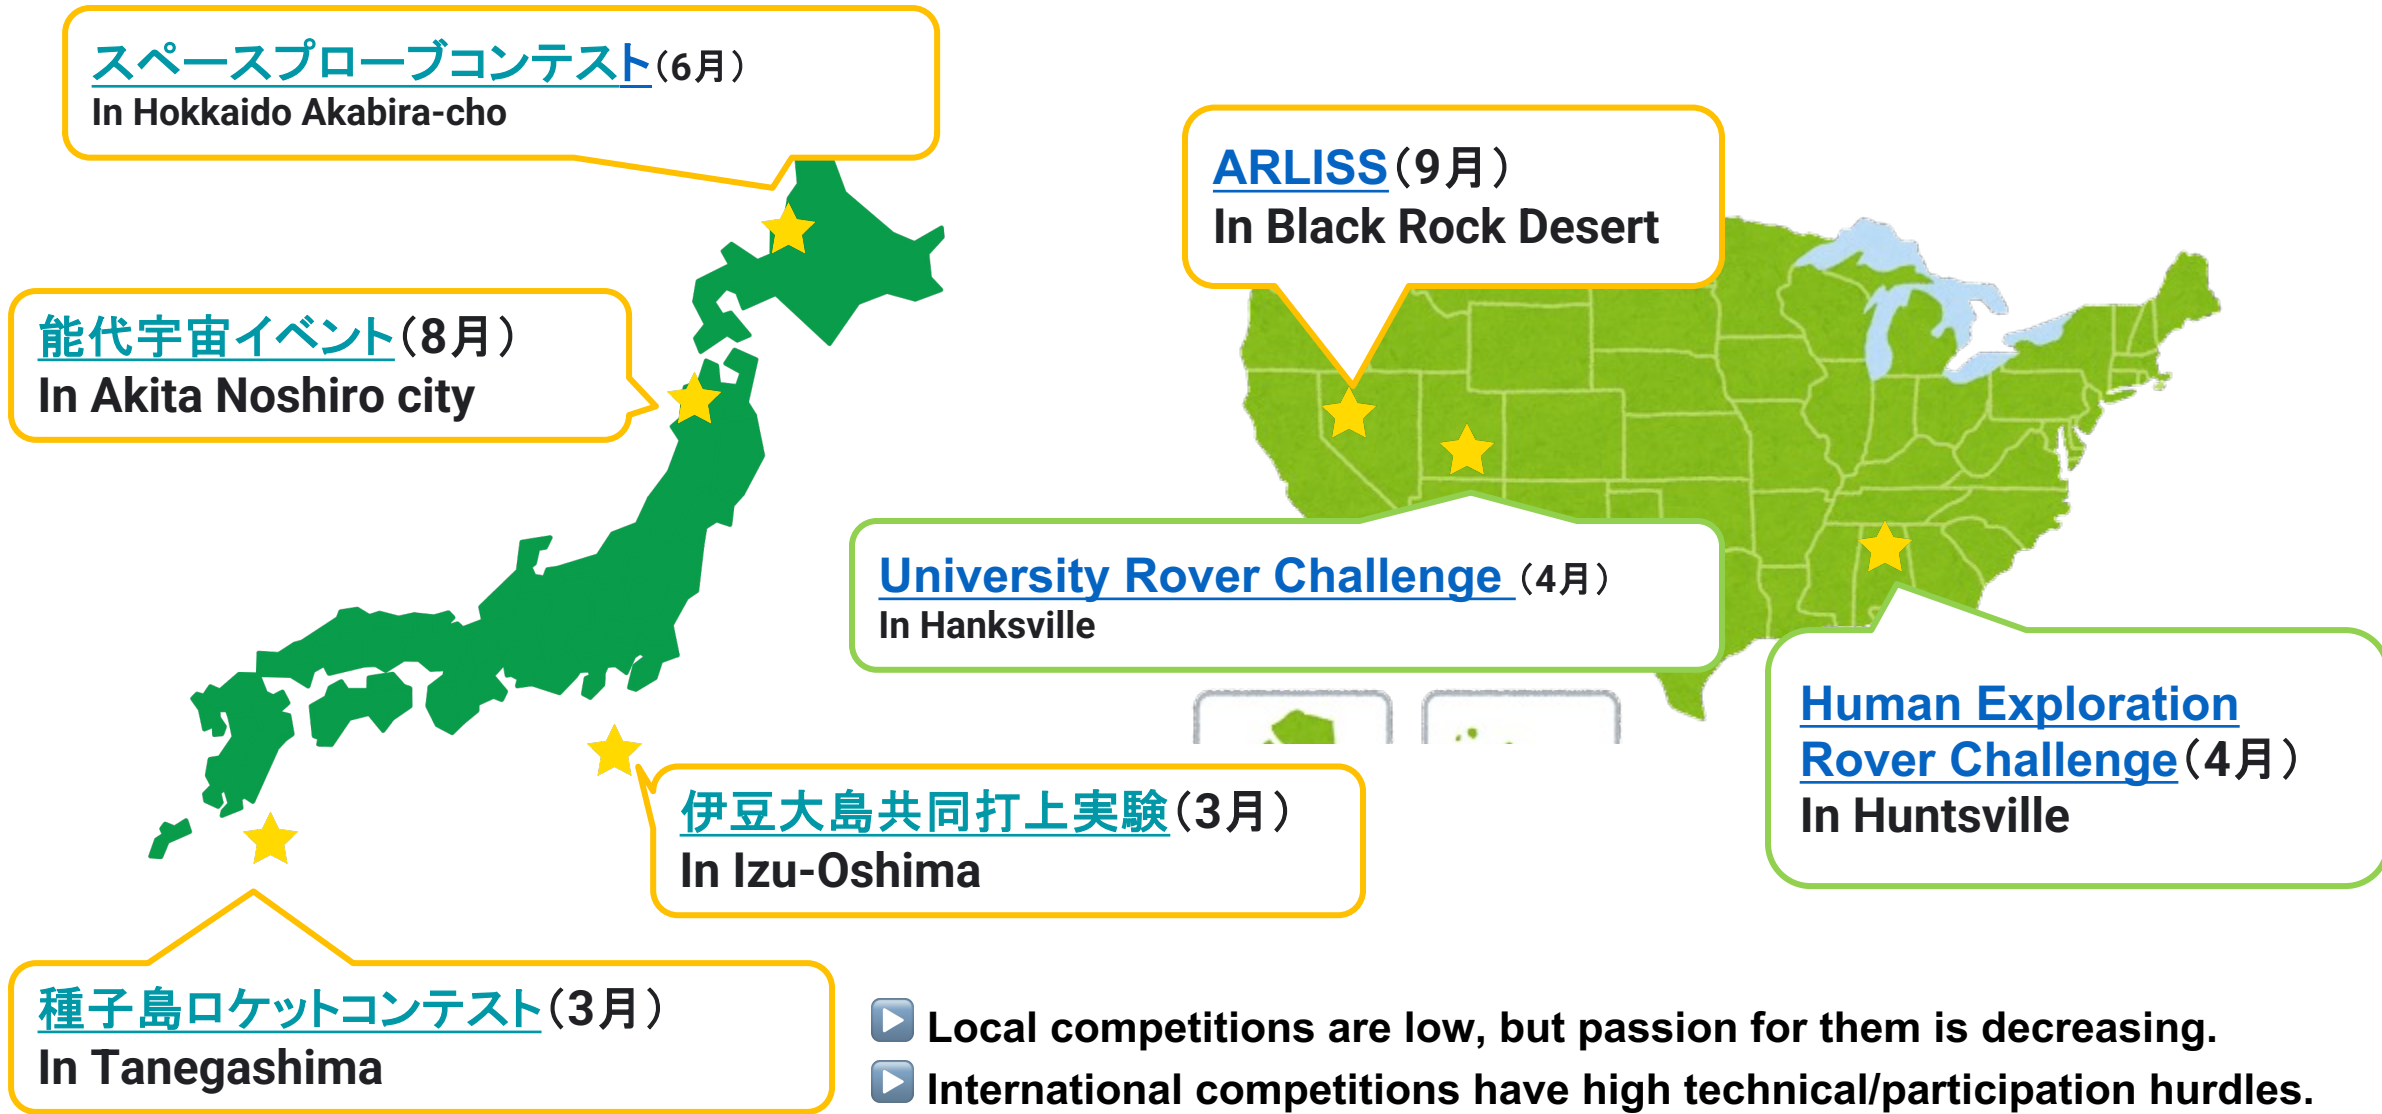 スペースプローブコンテスト(6月)
In Hokkaido Akabira-cho
ARLISS(9月)
In Black Rock Desert
能代宇宙イベント(8月)
In Akita Noshiro city
University Rover Challenge (4月)
In Hanksville
Human Exploration
Rover Challenge(4月)
In Huntsville
伊豆大島共同打上実験(3月)
In Izu-Oshima
種子島ロケットコンテスト(3月)
In Tanegashima
Local competitions are low, but passion for them is decreasing.
International competitions have high technical/participation hurdles.